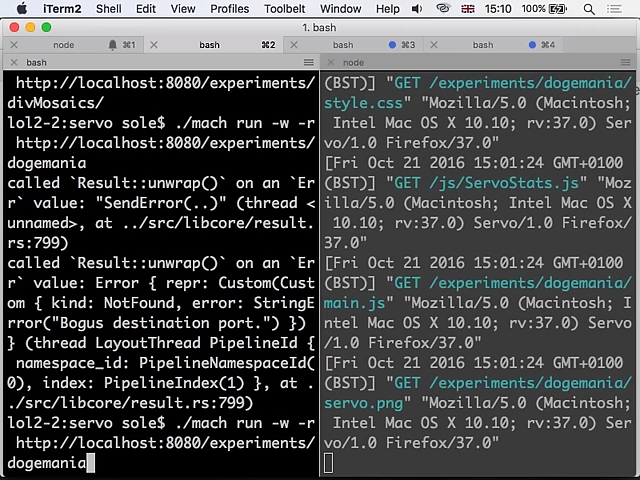 iTerm2 Shell Edit View Profiles Toolbelt Window Help 15:10 100%
1. bash
node ⌘1 bash ⌘2 bash ⌘3 bash ⌘4
bash
http://localhost:8080/experiments/
divMosaics/
lol2-2:servo sole$ ./mach run -w -r
http://localhost:8080/experiments/
dogemania
called `Result::unwrap()` on an `Er
r` value: "SendError(..)" (thread <
unnamed>, at ../src/libcore/result.
rs:799)
called `Result::unwrap()` on an `Er
r` value: Error { repr: Custom(Cust
om { kind: NotFound, error: StringE
rror("Bogus destination port.") })
} (thread LayoutThread PipelineId {
namespace_id: PipelineNamespaceId(
0), index: PipelineIndex(1) }, at .
./src/libcore/result.rs:799)
lol2-2:servo sole$ ./mach run -w -r
http://localhost:8080/experiments/
dogemania
node
(BST)] "GET /experiments/dogemania/
style.css" "Mozilla/5.0 (Macintosh;
Intel Mac OS X 10.10; rv:37.0) Ser
vo/1.0 Firefox/37.0"
[Fri Oct 21 2016 15:01:24 GMT+0100
(BST)] "GET /js/ServoStats.js" "Moz
illa/5.0 (Macintosh; Intel Mac OS X
10.10; rv:37.0) Servo/1.0 Firefox/
37.0"
[Fri Oct 21 2016 15:01:24 GMT+0100
(BST)] "GET /experiments/dogemania/
main.js" "Mozilla/5.0 (Macintosh; I
ntel Mac OS X 10.10; rv:37.0) Servo
/1.0 Firefox/37.0"
[Fri Oct 21 2016 15:01:24 GMT+0100
(BST)] "GET /experiments/dogemania/
servo.png" "Mozilla/5.0 (Macintosh;
Intel Mac OS X 10.10; rv:37.0) Ser
vo/1.0 Firefox/37.0"